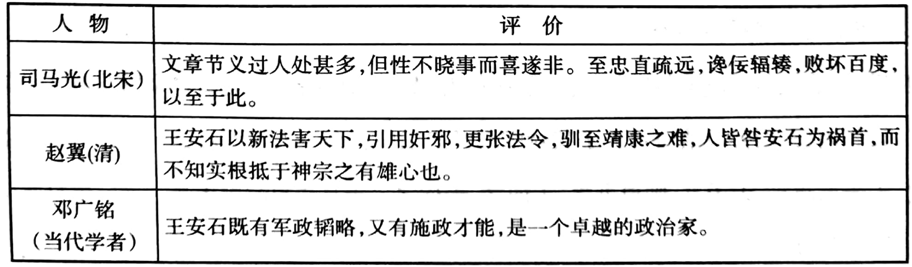 人 物 评 价
司马光(北宋) 文章节义过人处甚多,但性不晓事而喜遂非。至忠直疏远,谗佞辐辏,败坏百度,
以至于此。
赵翼(清) 王安石以新法害天下,引用奸邪,更张法令,驯至靖康之难,人皆咎安石为祸首,而
不知实根抵于神宗之有雄心也。
邓广铭
(当代学者) 王安石既有军政韬略,又有施政才能,是一个卓越的政治家。